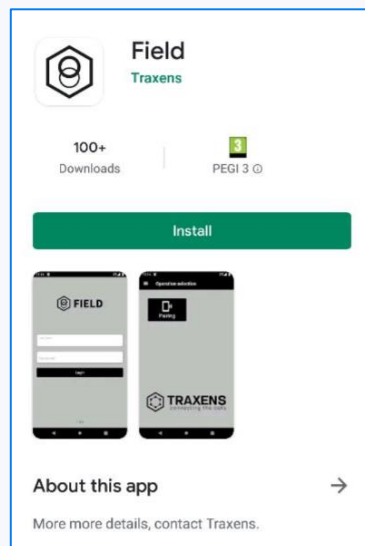 Field
Traxens
100+
Downloads
3
PEGI 3
Install
FIELD
Login
Operation selection
Pairing
TRAXENS
connecting the dots
About this app
More more details, contact Traxens.